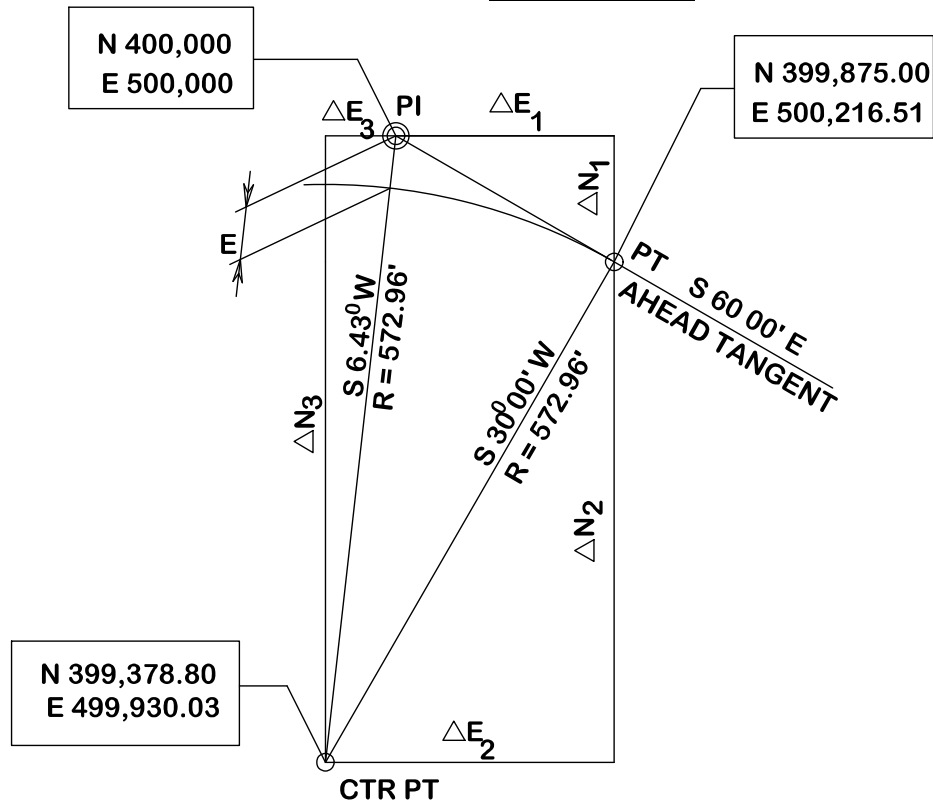 N 400,000
E 500,000
N 399,875.00
E 500,216.51
△E3
PI
△E1
△N1
E
PT
S 60 00' E
AHEAD TANGENT
S 6.43⁰W
R = 572.96'
S 30⁰00' W
R = 572.96'
△N3
△N2
N 399,378.80
E 499,930.03
△E2
CTR PT